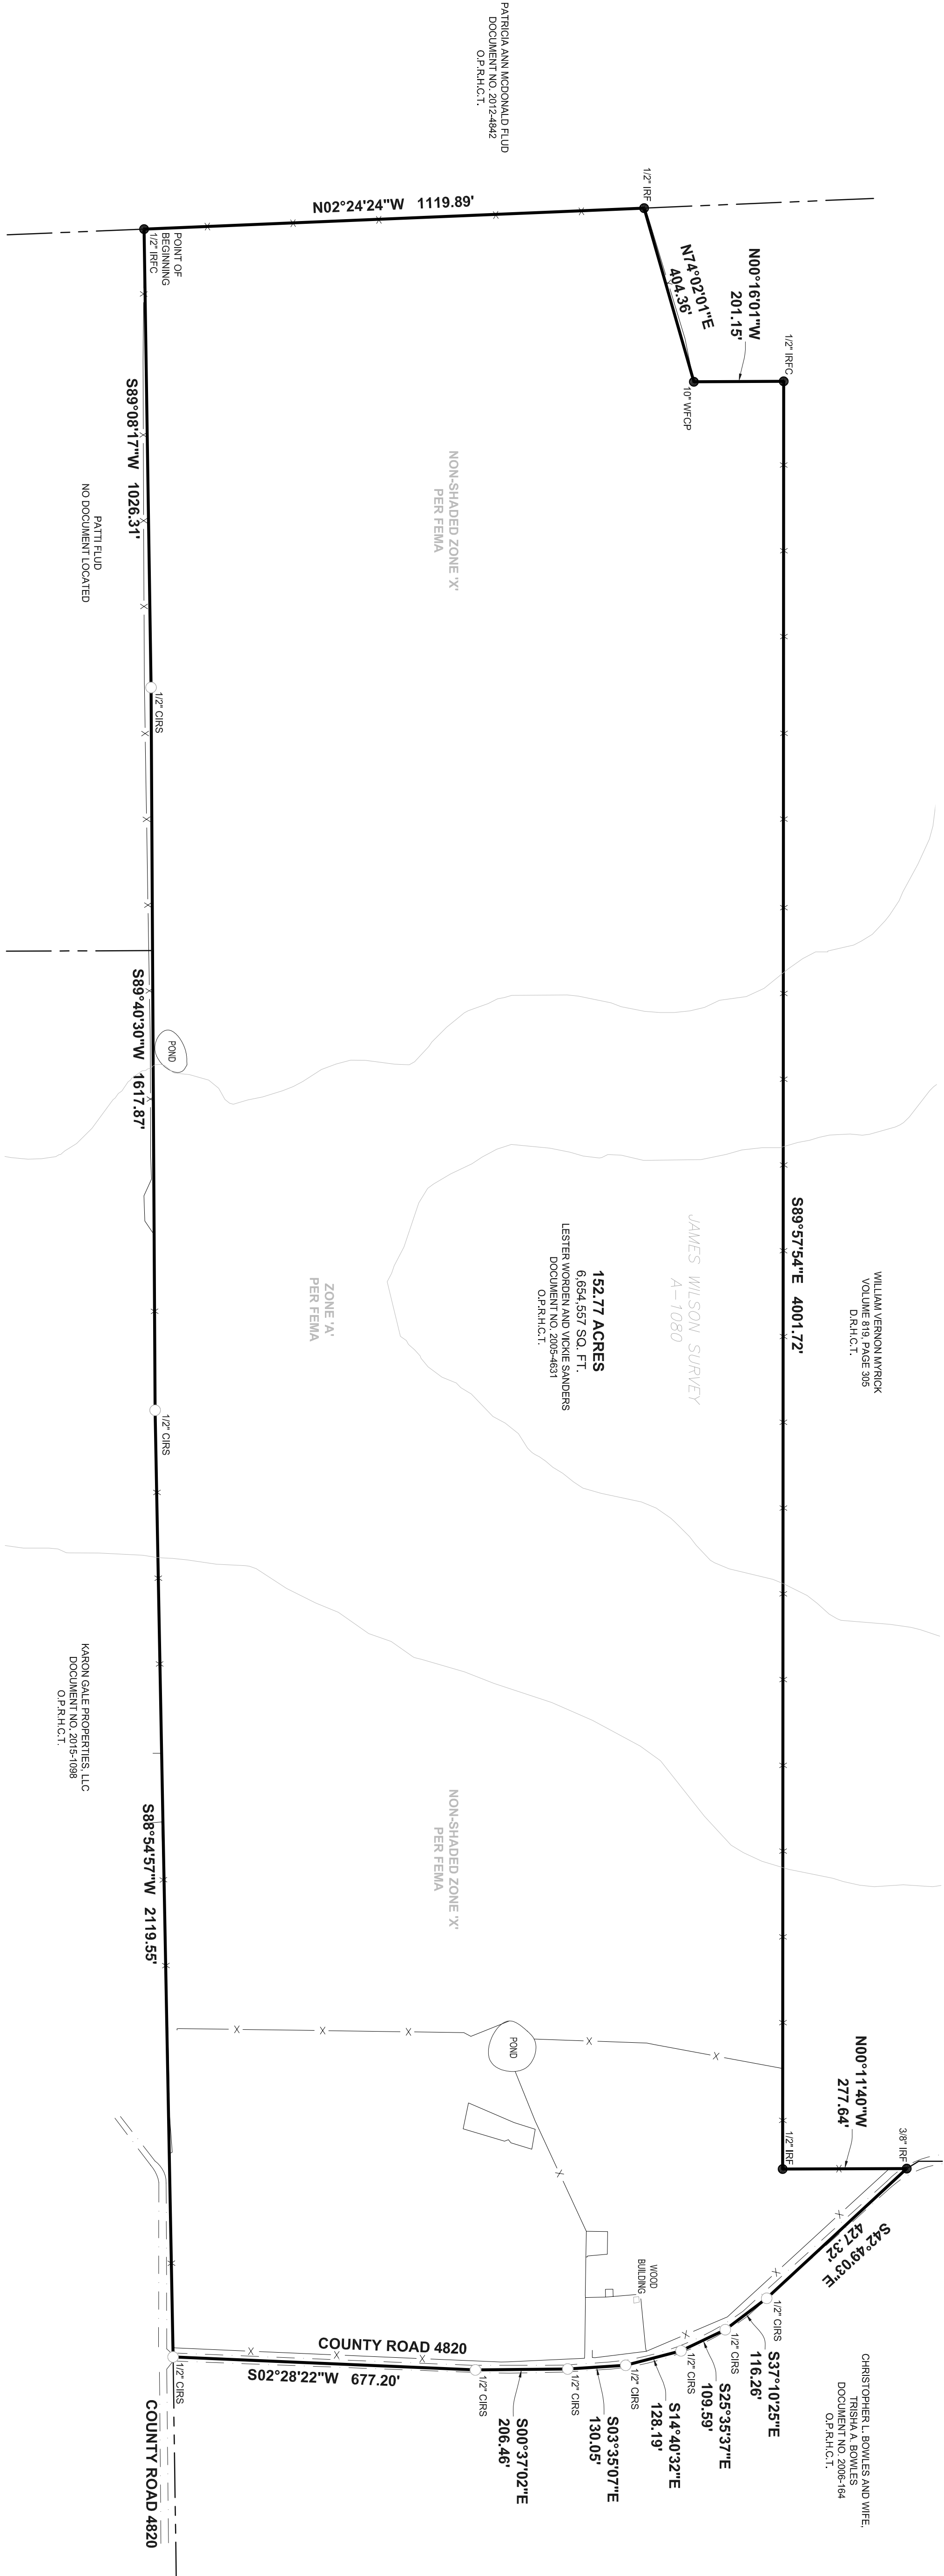 PATRICIA ANN MCDONALD FLUD
DOCUMENT NO. 2012-4842
O.P.R.H.C.T.
N02°24'24"W 1119.89'
1/2" IRF
N74°02'01"E
404.36'
N00°16'01"W
201.15'
1/2" IRFC
10" WFCP
POINT OF
BEGINNING
1/2" IRFC
S89°08'17"W 1026.31'
PATTI FLUD
NO DOCUMENT LOCATED
NON-SHADED ZONE 'X'
PER FEMA
1/2" CIRS
S89°40'30"W 1617.87'
POND
WILLIAM VERNON MYRICK
VOLUME 819, PAGE 305
D.R.H.C.T.
S89°57'54"E 4001.72'
JAMES WILSON SURVEY
A-1080
152.77 ACRES
6,654,557 SQ. FT.
LESTER WORDEN AND VICKIE SANDERS
DOCUMENT NO. 2005-4631
O.P.R.H.C.T.
ZONE 'A'
PER FEMA
1/2" CIRS
KARON GALE PROPERTIES, LLC
DOCUMENT NO. 2015-1098
O.P.R.H.C.T.
S88°54'57"W 2119.55'
NON-SHADED ZONE 'X'
PER FEMA
POND
N00°11'40"W
277.64'
3/8" IRF
1/2" IRF
S42°49'03"E
427.32'
WOOD
BUILDING
1/2" CIRS
S37°10'25"E
116.26'
1/2" CIRS
S25°35'37"E
109.59'
1/2" CIRS
S14°40'32"E
128.19'
1/2" CIRS
S03°35'07"E
130.05'
1/2" CIRS
S00°37'02"E
206.46'
1/2" CIRS
COUNTY ROAD 4820
S02°28'22"W 677.20'
1/2" CIRS
COUNTY ROAD 4820
CHRISTOPHER L. BOWLES AND WIFE,
TRISHA A. BOWLES
DOCUMENT NO. 2006-164
O.P.R.H.C.T.